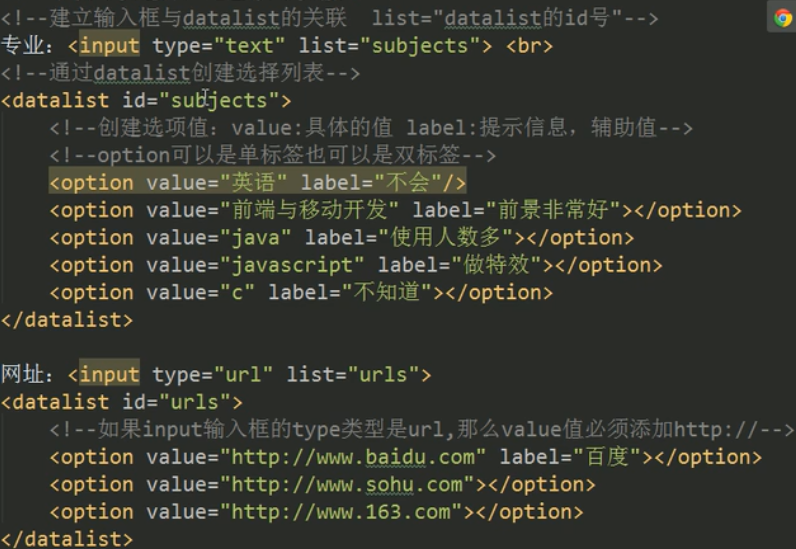 <!--建立输入框与datalist的关联  list="datalist的id号"-->
专业：<input type="text" list="subjects"> <br>
<!--通过datalist创建选择列表-->
<datalist id="subjects">
    <!--创建选项值：value:具体的值 label:提示信息，辅助值-->
    <!--option可以是单标签也可以是双标签-->
    <option value="英语" label="不会"/>
    <option value="前端与移动开发" label="前景非常好"></option>
    <option value="java" label="使用人数多"></option>
    <option value="javascript" label="做特效"></option>
    <option value="c" label="不知道"></option>
</datalist>
网址：<input type="url" list="urls">
<datalist id="urls">
    <!--如果input输入框的type类型是url,那么value值必须添加http://-->
    <option value="http://www.baidu.com" label="百度"></option>
    <option value="http://www.sohu.com"></option>
    <option value="http://www.163.com"></option>
</datalist>